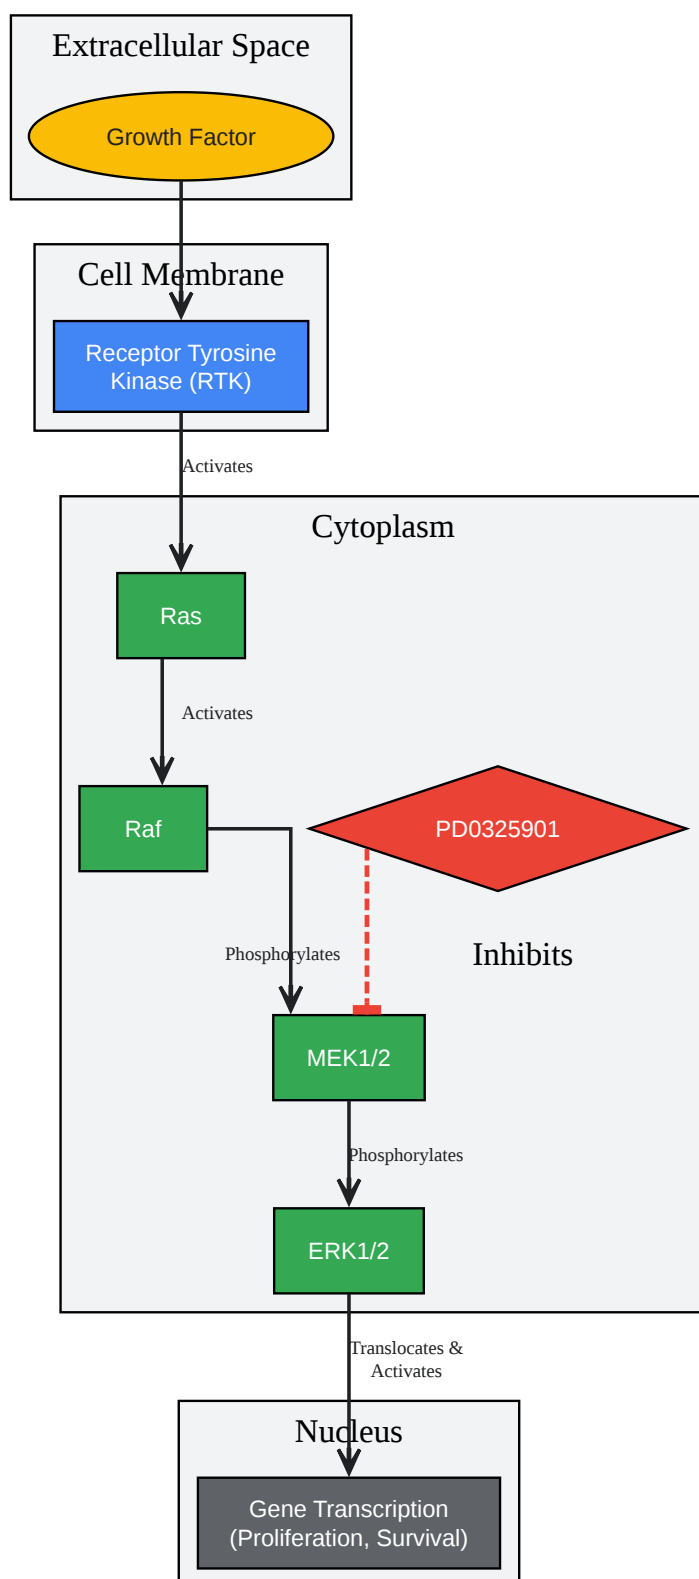 Extracellular Space
Growth Factor
Cell Membrane
Receptor Tyrosine
Kinase (RTK)
Activates
Cytoplasm
Ras
Activates
Raf
PD0325901
Phosphorylates
Inhibits
MEK1/2
Phosphorylates
ERK1/2
Translocates &
Activates
Nucleus
Gene Transcription
(Proliferation, Survival)